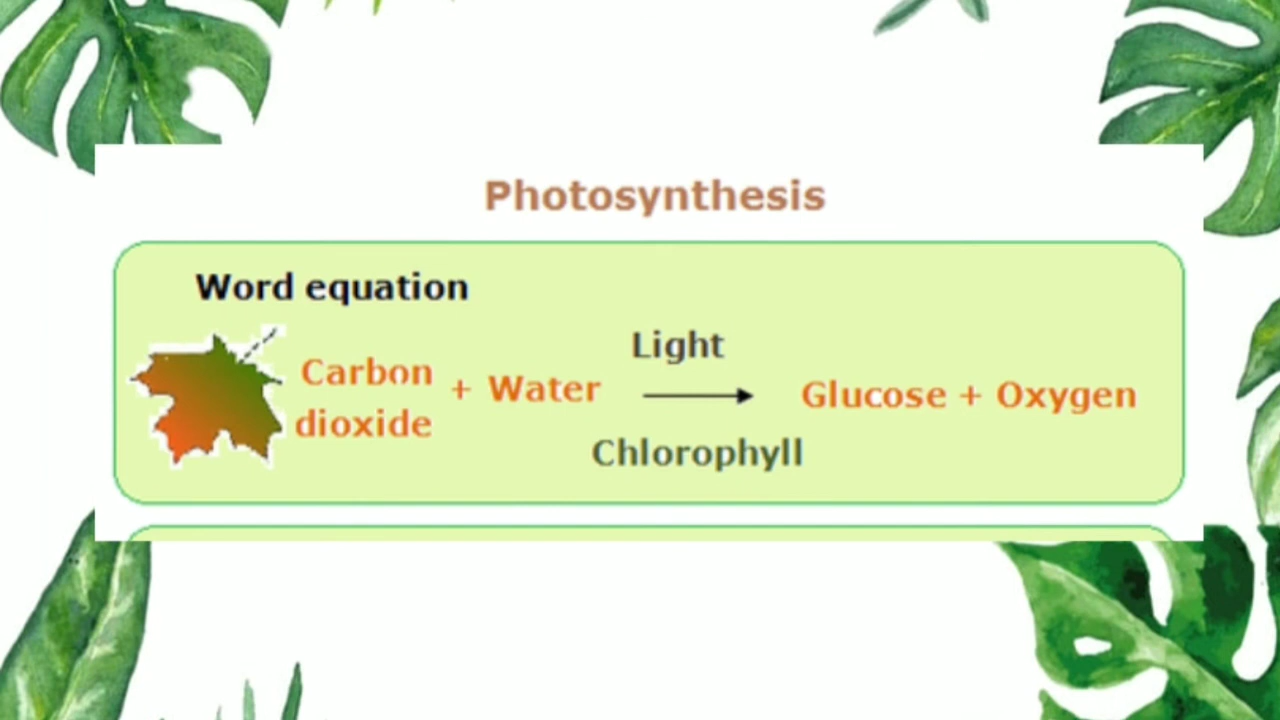 Photosynthesis
Word equation
Light
Carbon dioxide + Water → Glucose + Oxygen
Chlorophyll